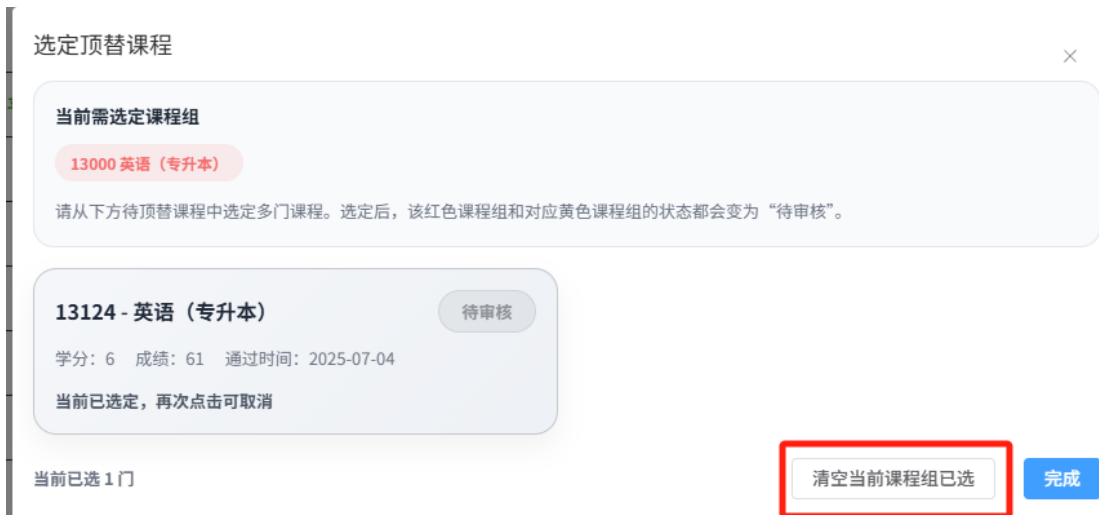 选定顶替课程
当前需选定课程组
13000 英语（专升本）
请从下方待顶替课程中选定多门课程。选定后，该红色课程组和对应黄色课程组的状态都会变为“待审核”。
13124 - 英语（专升本）
待审核
学分：6 成绩：61 通过时间：2025-07-04
当前已选定，再次点击可取消
当前已选 1 门
清空当前课程组已选
完成